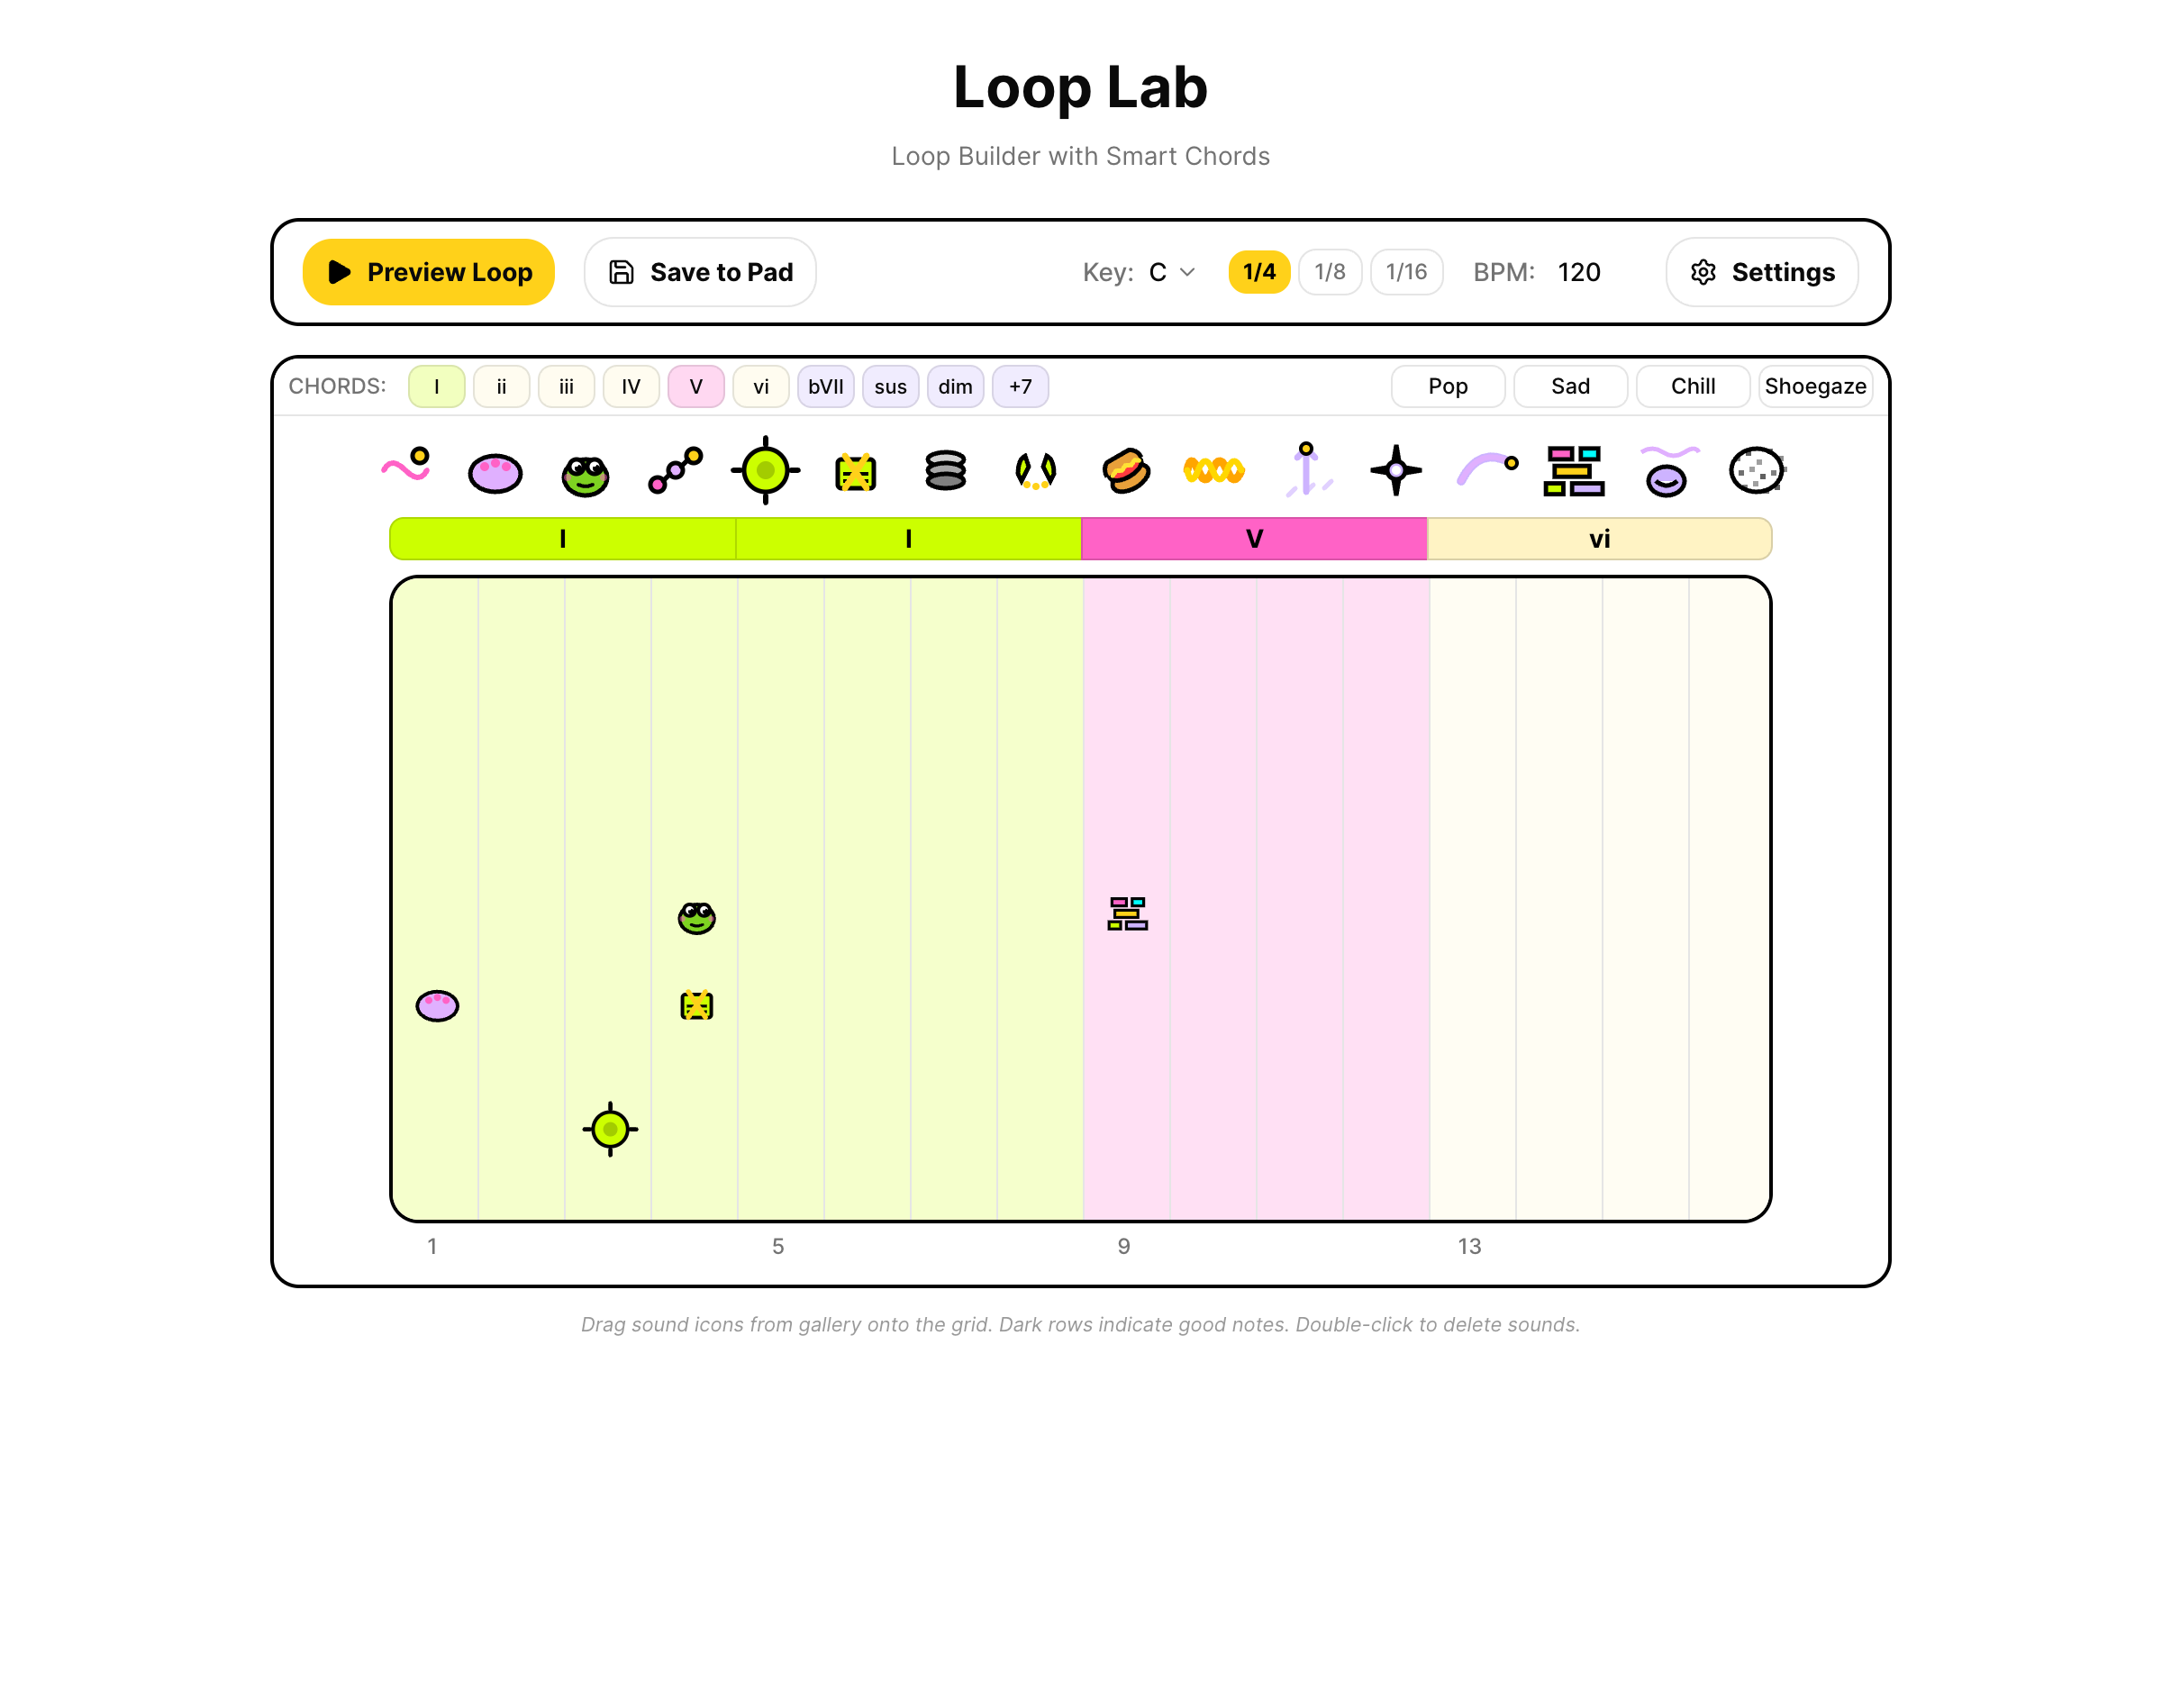 Loop Lab
Loop Builder with Smart Chords
Preview Loop Save to Pad Key: C 1/4 1/8 1/16 BPM: 120 Settings
CHORDS: I ii iii IV V vi bVII sus dim +7 Pop Sad Chill Shoegaze
I I V vi
1 5 9 13
Drag sound icons from gallery onto the grid. Dark rows indicate good notes. Double-click to delete sounds.